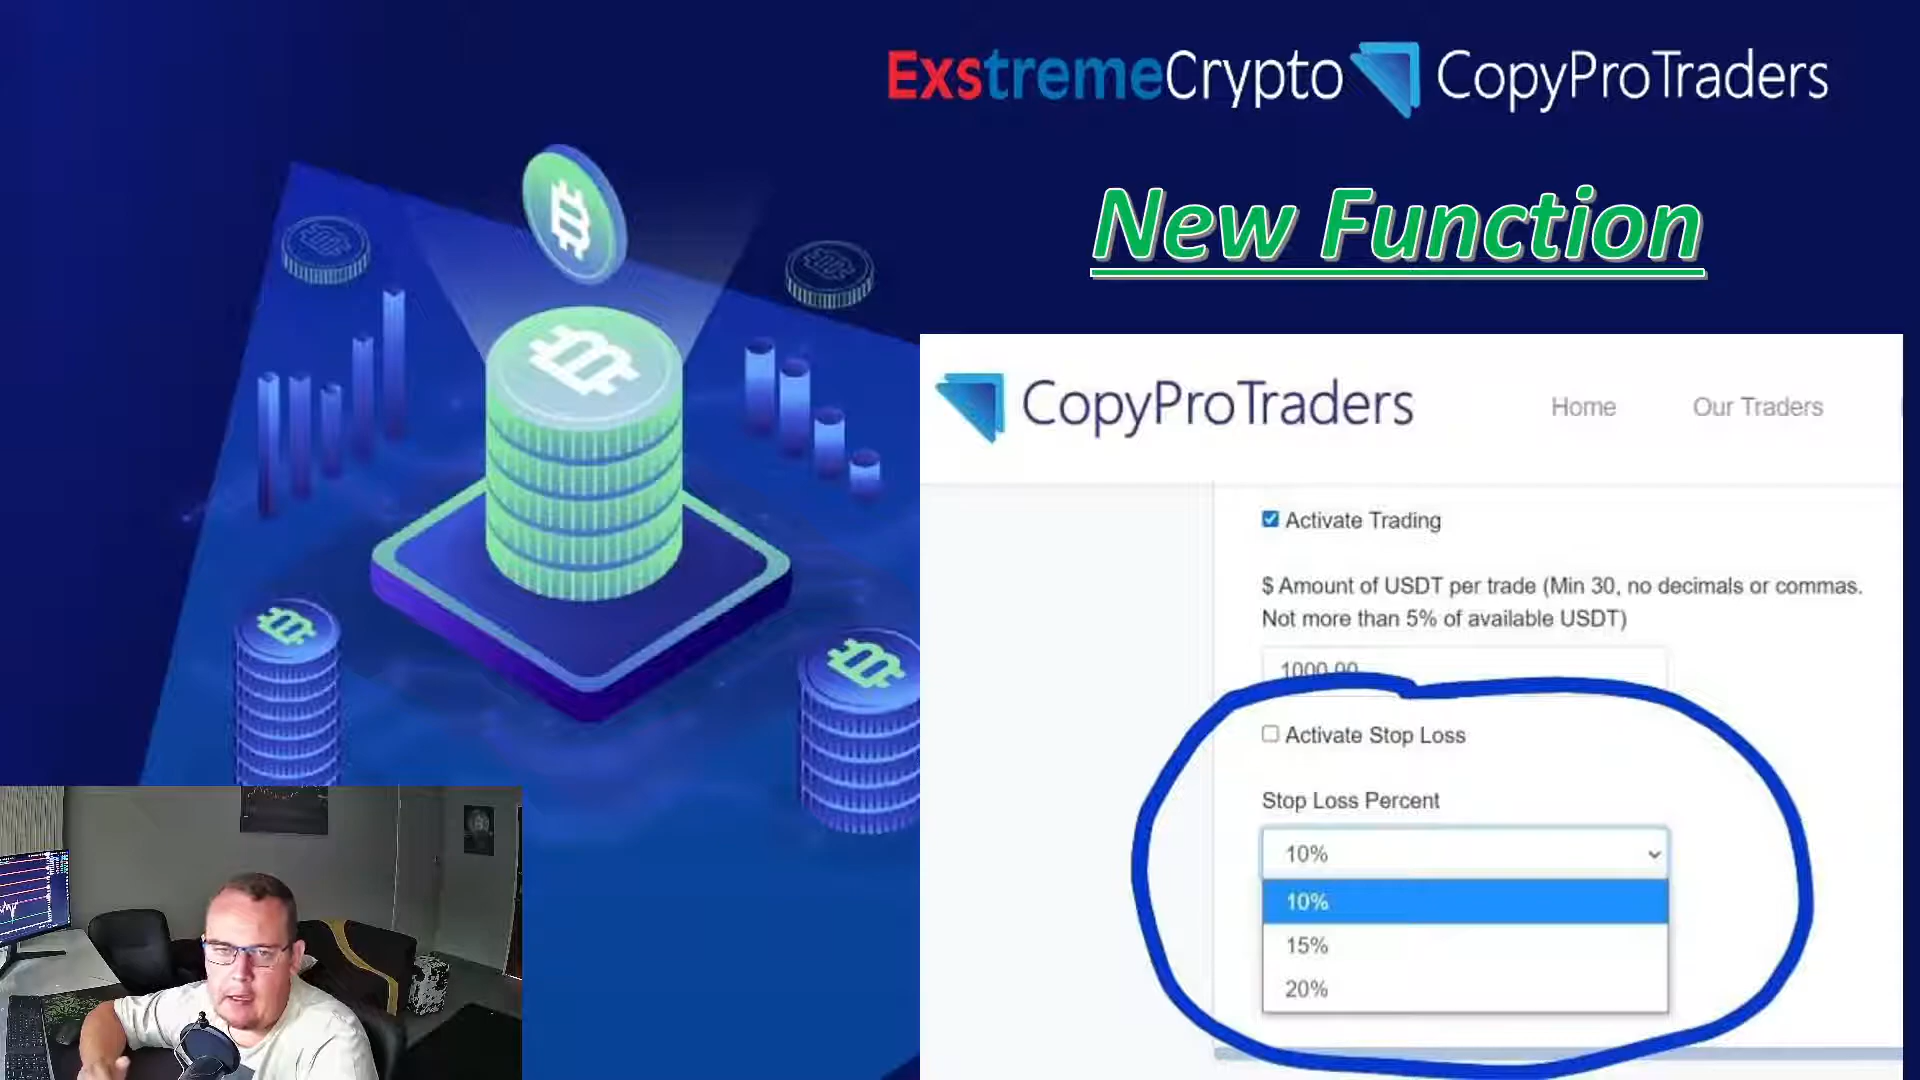 ExstremeCrypto CopyProTraders
New Function
CopyProTraders Home Our Traders
Activate Trading
$ Amount of USDT per trade (Min 30, no decimals or commas.
Not more than 5% of available USDT)
1000.00
Activate Stop Loss
Stop Loss Percent
10%
10%
15%
20%